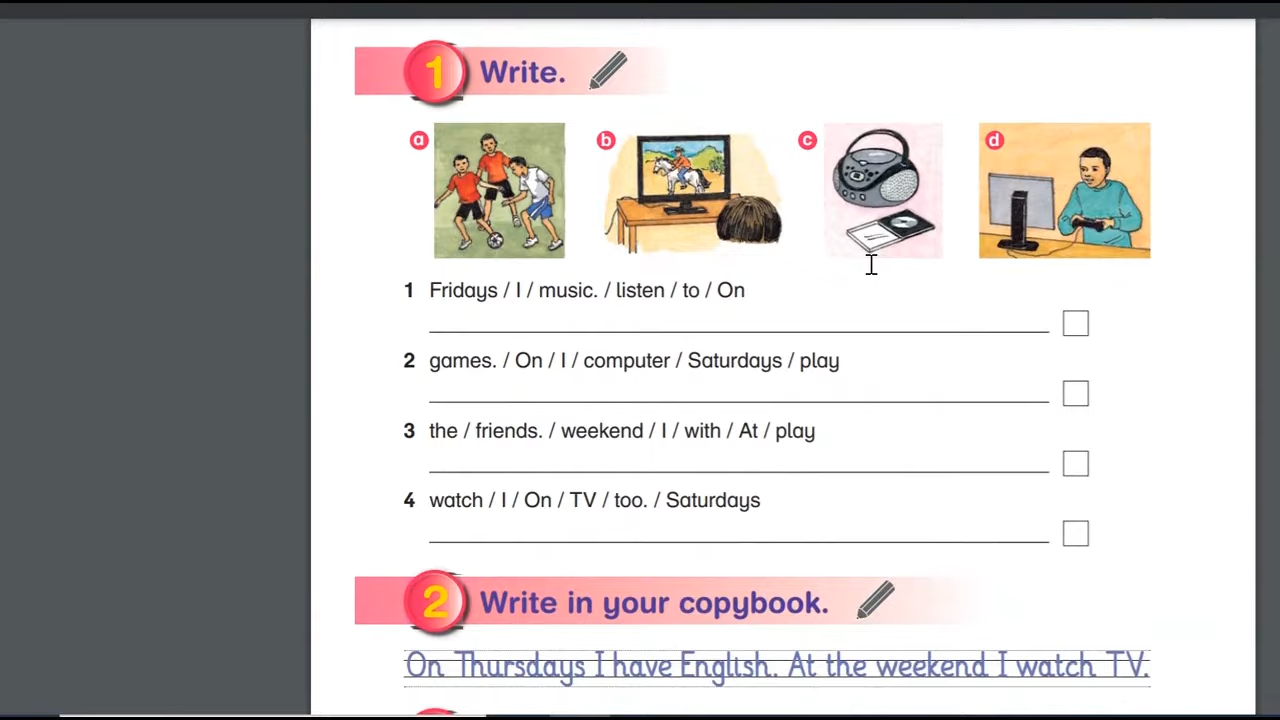 1 Write.
a b c d
1 Fridays / I / music. / listen / to / On
2 games. / On / I / computer / Saturdays / play
3 the / friends. / weekend / I / with / At / play
4 watch / I / On / TV / too. / Saturdays
2 Write in your copybook.
On Thursdays I have English. At the weekend I watch TV.